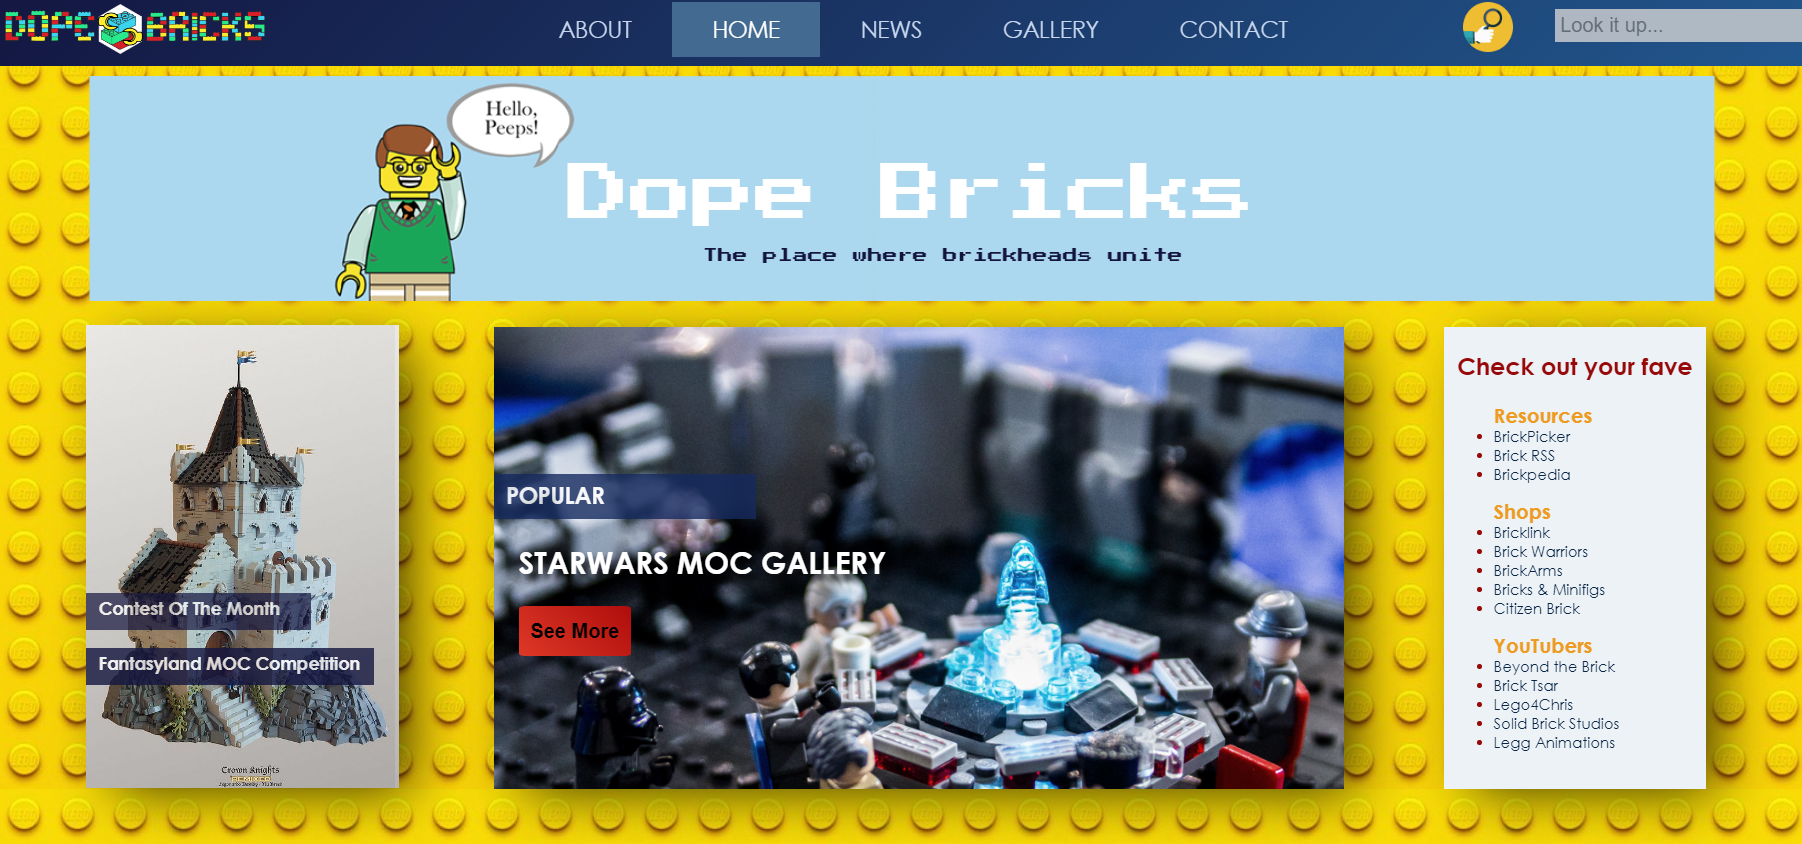 DOPE BRICKS
ABOUT
HOME
NEWS
GALLERY
CONTACT
Look it up...
Hello,
Peeps!
Dope Bricks
The place where brickheads unite
Contest Of The Month
Fantasyland MOC Competition
Crown Knights
REMIXED
POPULAR
STARWARS MOC GALLERY
See More
Check out your fave
Resources
BrickPicker
Brick RSS
Brickpedia
Shops
Bricklink
Brick Warriors
BrickArms
Bricks & Minifigs
Citizen Brick
YouTubers
Beyond the Brick
Brick Tsar
Lego4Chris
Solid Brick Studios
Legg Animations